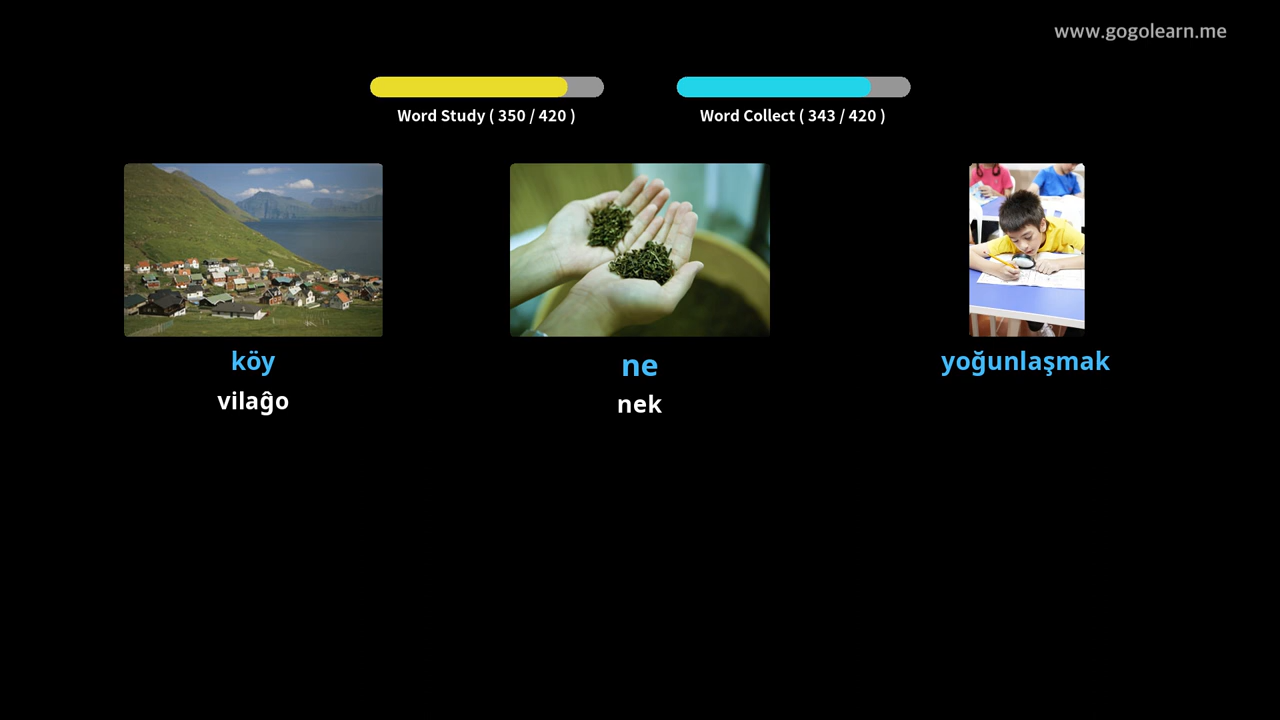 www.gogolearn.me
Word Study ( 350 / 420 )
Word Collect ( 343 / 420 )
köy
ne
yoğunlaşmak
vilaĝo
nek